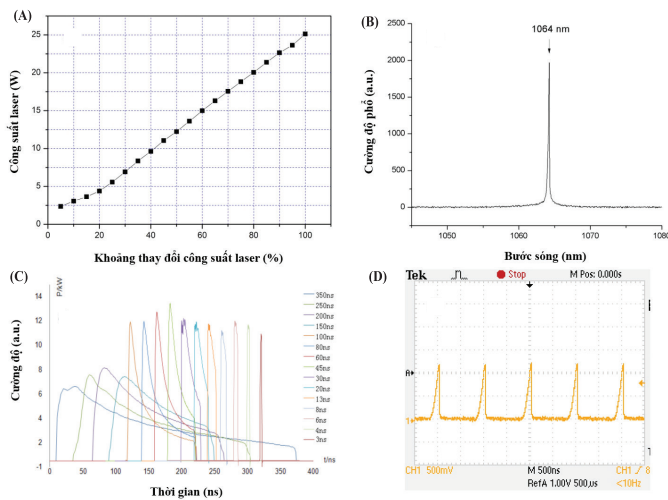 (A)
Công suất laser (W)
25
20
15
10
5
0
0 20 40 60 80 100
Khoảng thay đổi công suất laser (%)
(B)
1064 nm
Cường độ phổ (a.u.)
2500
2000
1500
1000
500
0
1050 1060 1070 1080
Bước sóng (nm)
(C)
P/kW
Cường độ (a.u.)
14
12
10
8
6
4
2
-1
0 50 100 150 200 250 300 350 400
t/ns
Thời gian (ns)
350ns
250ns
200ns
150ns
100ns
80ns
60ns
45ns
30ns
20ns
13ns
8ns
6ns
4ns
3ns
(D)
Tek Stop M Pos: 0.000s
A
1
CH1 500mV M 500ns CH1
RefA 1.00V 500µs <10Hz